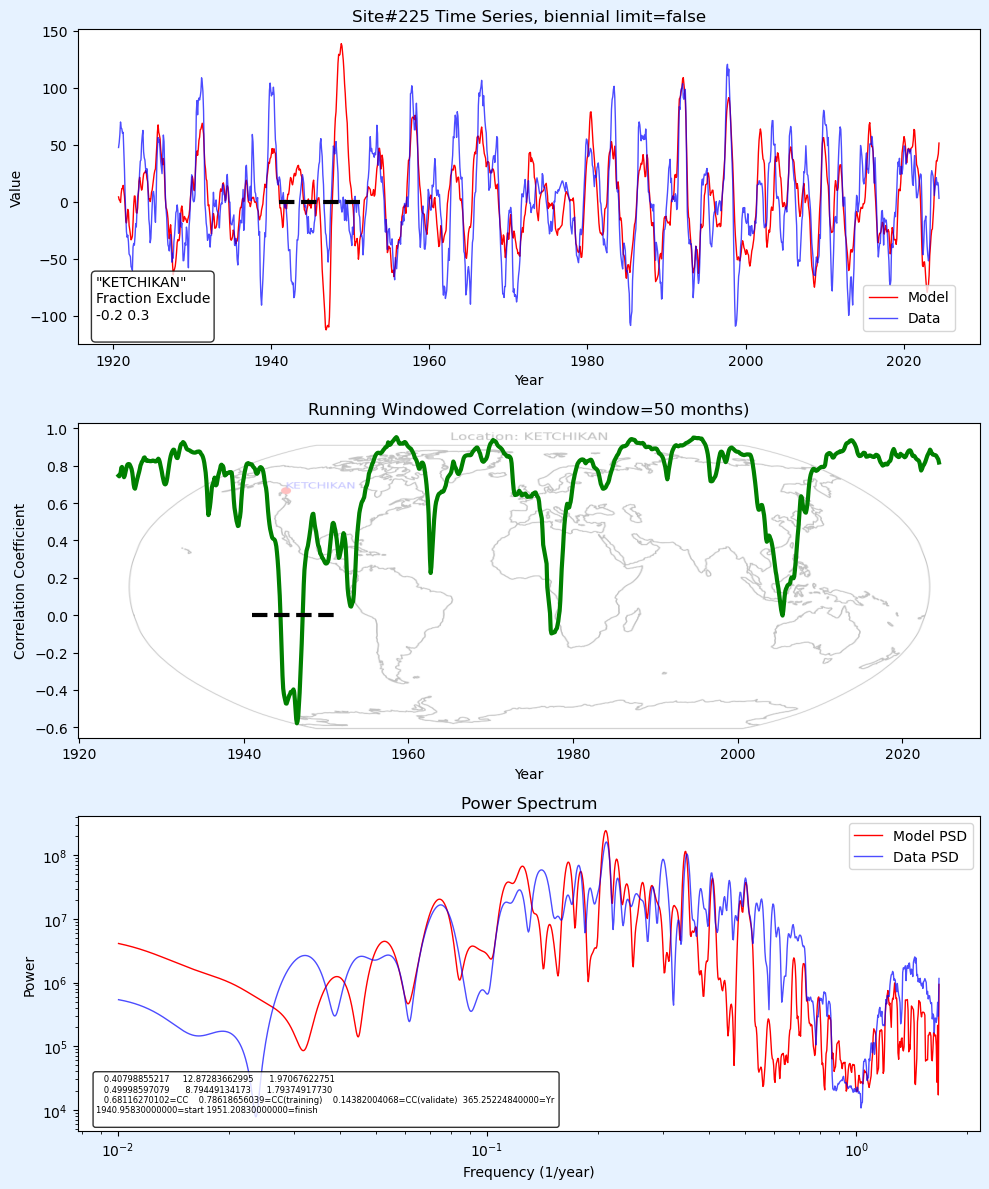 Site#225 Time Series, biennial limit=false
Value
150
100
50
0
−50
−100
"KETCHIKAN"
Fraction Exclude
-0.2 0.3
Model
Data
1920 1940 1960 1980 2000 2020
Year
Running Windowed Correlation (window=50 months)
Correlation Coefficient
1.0
0.8
0.6
0.4
0.2
0.0
−0.2
−0.4
−0.6
Location: KETCHIKAN
KETCHIKAN
1920 1940 1960 1980 2000 2020
Year
Power Spectrum
Power
10^8
10^7
10^6
10^5
10^4
Model PSD
Data PSD
0.40798855217 12.87283662995 1.97067622751
0.49998597079 8.79449134173 1.79374917730
0.68116270102=CC 0.78618656039=CC(training) 0.14382004068=CC(validate) 365.25224840000=Yr
1940.95830000000=start 1951.20830000000=finish
10^−2 10^−1 10^0
Frequency (1/year)